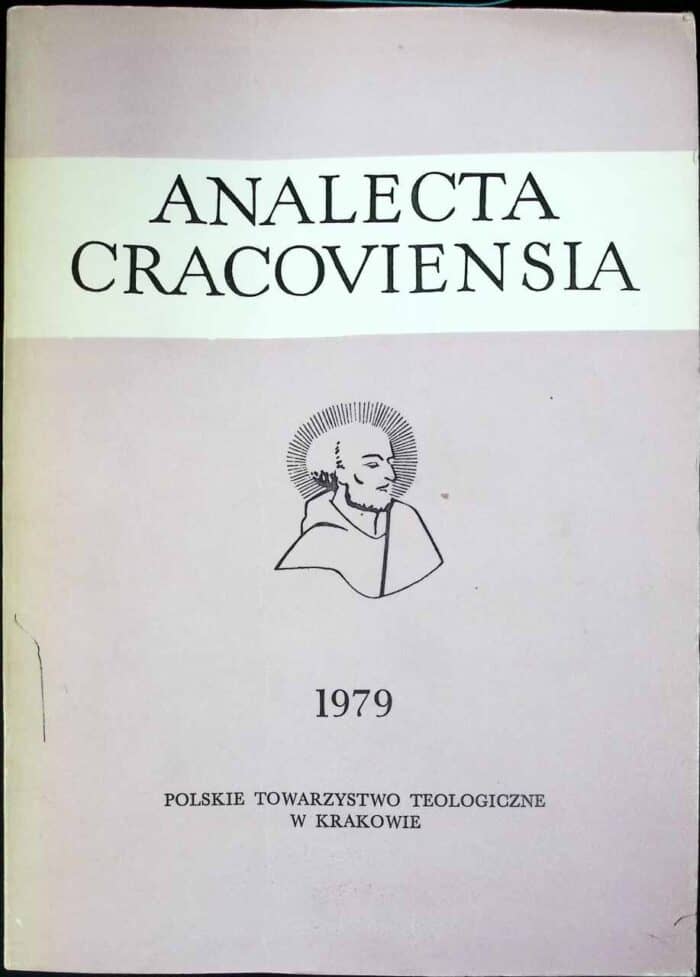 ANALECTA
CRACOVIENSIA
1979
POLSKIE TOWARZYSTWO TEOLOGICZNE
W KRAKOWIE